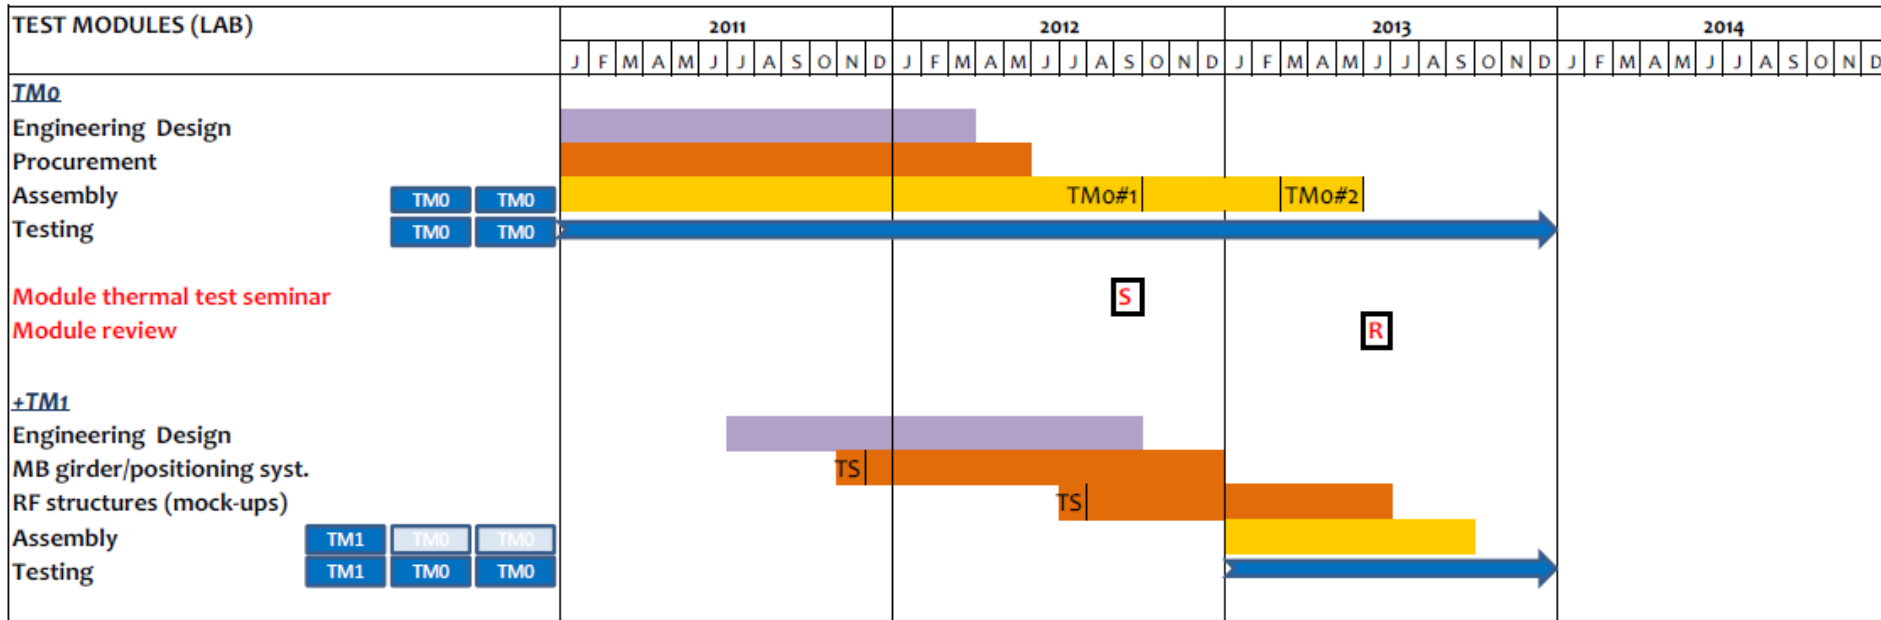 TEST MODULES (LAB) 2011 2012 2013 2014
J F M A M J J A S O N D J F M A M J J A S O N D J F M A M J J A S O N D J F M A M J J A S O N D
TM0
Engineering Design
Procurement
Assembly TM0 TM0 TM0#1 TM0#2
Testing TM0 TM0
Module thermal test seminar S
Module review R
+TM1
Engineering Design
MB girder/positioning syst. TS
RF structures (mock-ups) TS
Assembly TM1 TM0 TM0
Testing TM1 TM0 TM0